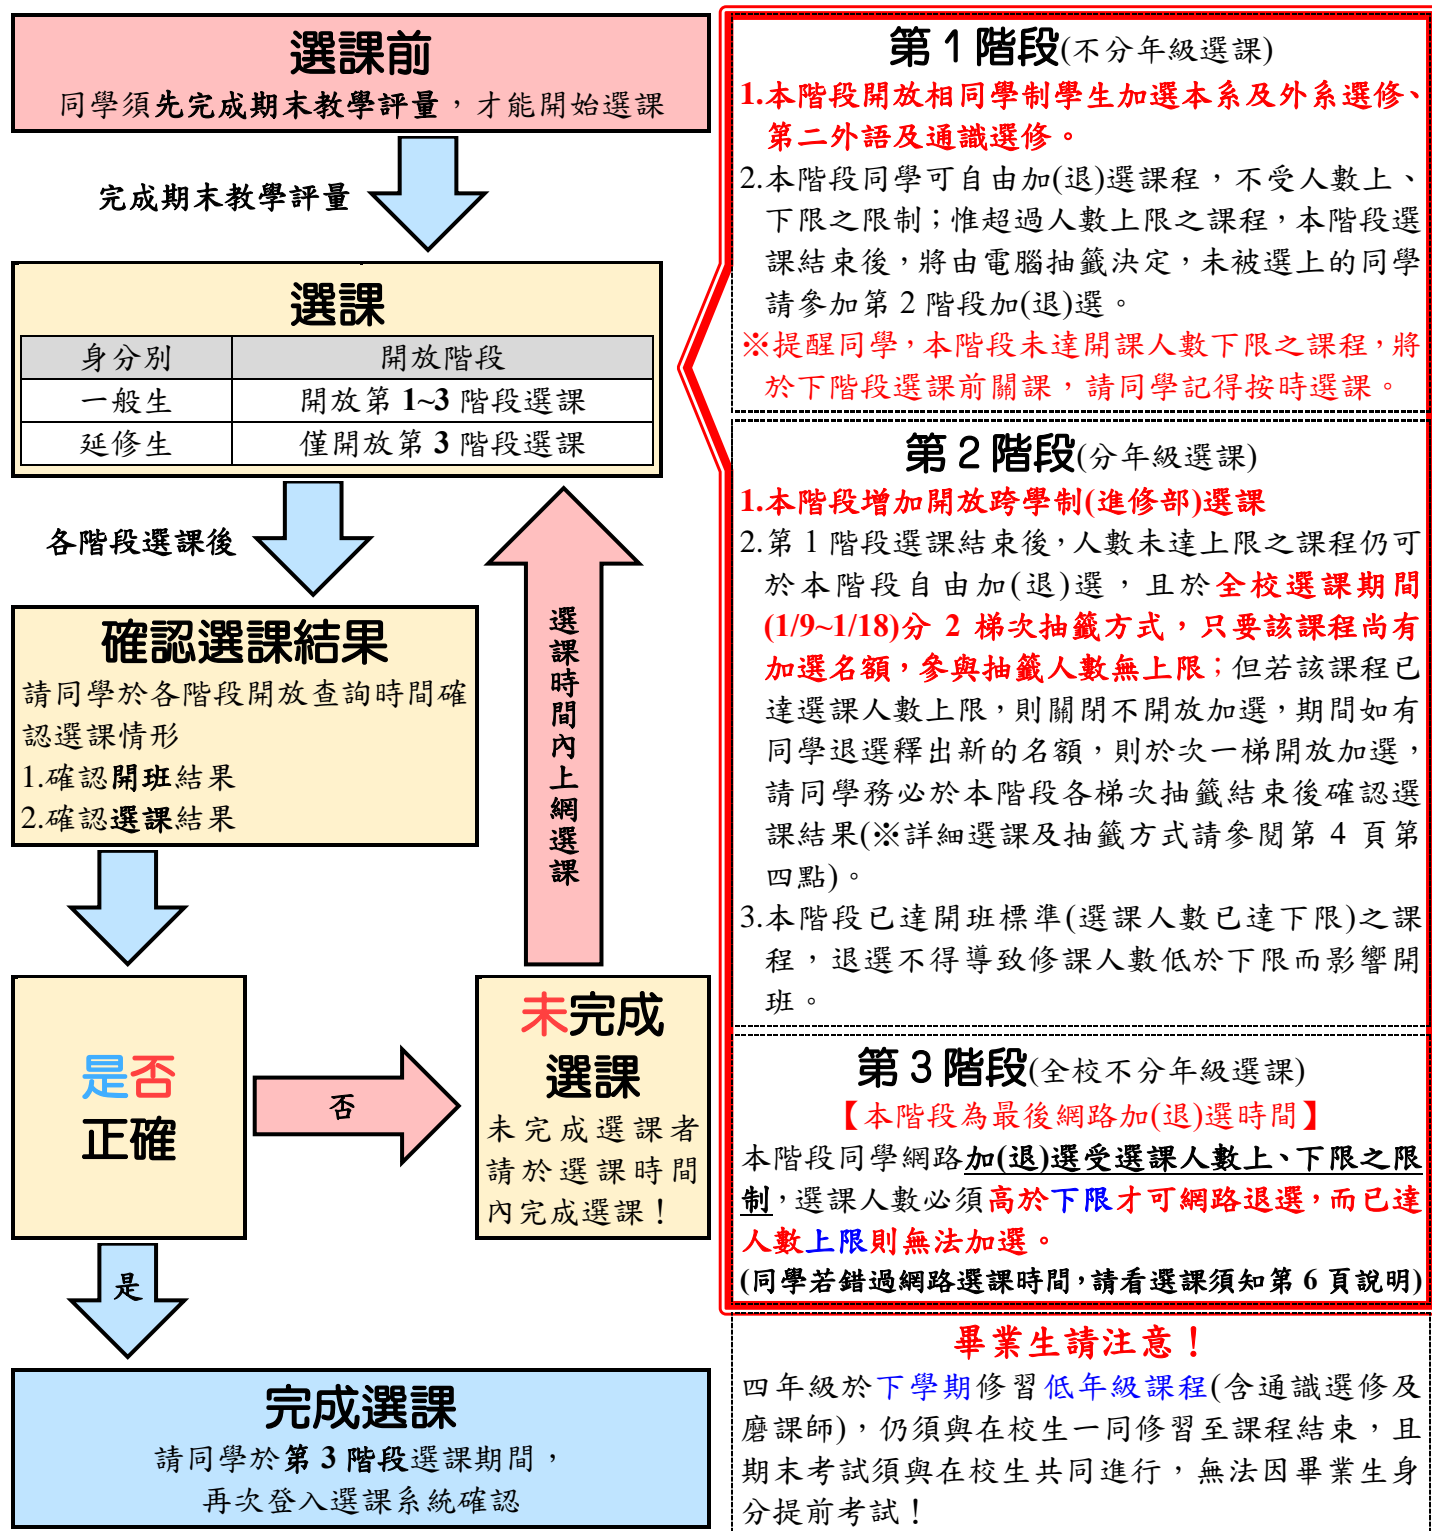 選課前
同學須先完成期末教學評量，才能開始選課
完成期末教學評量
選課
身分別 開放階段
一般生 開放第 1~3 階段選課
延修生 僅開放第 3 階段選課
各階段選課後
確認選課結果
請同學於各階段開放查詢時間確
認選課情形
1.確認開班結果
2.確認選課結果
選課時間內上網選課
是否
正確
否
未完成
選課
未完成選課者
請於選課時間
內完成選課！
是
完成選課
請同學於第 3 階段選課期間，
再次登入選課系統確認
第 1 階段(不分年級選課)
1.本階段開放相同學制學生加選本系及外系選修、
第二外語及通識選修。
2.本階段同學可自由加(退)選課程，不受人數上、
下限之限制；惟超過人數上限之課程，本階段選
課結束後，將由電腦抽籤決定，未被選上的同學
請參加第 2 階段加(退)選。
※提醒同學，本階段未達開課人數下限之課程，將
於下階段選課前關課，請同學記得按時選課。
第 2 階段(分年級選課)
1.本階段增加開放跨學制(進修部)選課
2.第 1 階段選課結束後，人數未達上限之課程仍可
於本階段自由加(退)選，且於全校選課期間
(1/9~1/18)分 2 梯次抽籤方式，只要該課程尚有
加選名額，參與抽籤人數無上限；但若該課程已
達選課人數上限，則關閉不開放加選，期間如有
同學退選釋出新的名額，則於次一梯開放加選，
請同學務必於本階段各梯次抽籤結束後確認選
課結果(※詳細選課及抽籤方式請參閱第 4 頁第
四點)。
3.本階段已達開班標準(選課人數已達下限)之課
程，退選不得導致修課人數低於下限而影響開
班。
第 3 階段(全校不分年級選課)
【本階段為最後網路加(退)選時間】
本階段同學網路加(退)選受選課人數上、下限之限
制，選課人數必須高於下限才可網路退選，而已達
人數上限則無法加選。
(同學若錯過網路選課時間，請看選課須知第 6 頁說明)
畢業生請注意！
四年級於下學期修習低年級課程(含通識選修及
磨課師)，仍須與在校生一同修習至課程結束，且
期末考試須與在校生共同進行，無法因畢業生身
分提前考試！